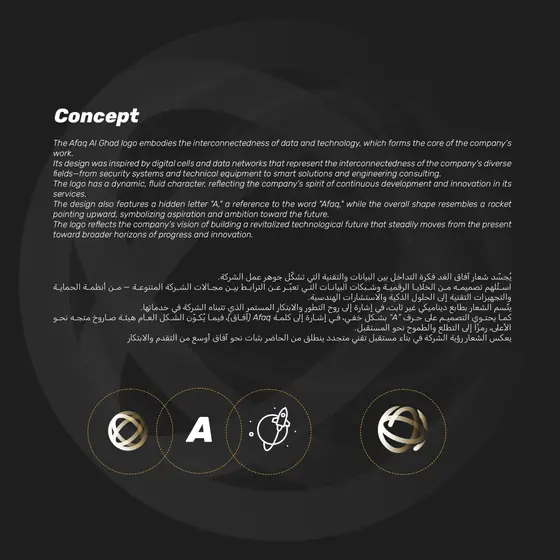 Concept
The Afaq Al Ghad logo embodies the interconnectedness of data and technology, which forms the core of the company's
work.
Its design was inspired by digital cells and data networks that represent the interconnectedness of the company's diverse
fields—from security systems and technical equipment to smart solutions and engineering consulting.
The logo has a dynamic, fluid character, reflecting the company's spirit of continuous development and innovation in its
services.
The design also features a hidden letter "A," a reference to the word "Afaq," while the overall shape resembles a rocket
pointing upward, symbolizing aspiration and ambition toward the future.
The logo reflects the company's vision of building a revitalized technological future that steadily moves from the present
toward broader horizons of progress and innovation.
يُجسّد شعار آفاق الغد فكرة التداخل بين البيانات والتقنية التي تشكّل جوهر عمل الشركة.
استُلهم تصميمه من الخلايا الرقمية وشبكات البيانات التي تعبّر عن الترابط بين مجالات الشركة المتنوعة — من أنظمة الحماية
والتجهيزات التقنية إلى الحلول الذكية والاستشارات الهندسية.
يتّسم الشعار بطابع ديناميكي غير ثابت، في إشارة إلى روح التطور والابتكار المستمر الذي تتبناه الشركة في خدماتها.
كما يحتوي التصميم على حرف "A" بشكل خفي، في إشارة إلى كلمة Afaq (آفاق)، فيما يُكوّن الشكل العام هيئة صاروخ متجه نحو
الأعلى، رمزًا إلى التطلع والطموح نحو المستقبل.
يعكس الشعار رؤية الشركة في بناء مستقبل تقني متجدد ينطلق من الحاضر بثبات نحو آفاق أوسع من التقدم والابتكار
A